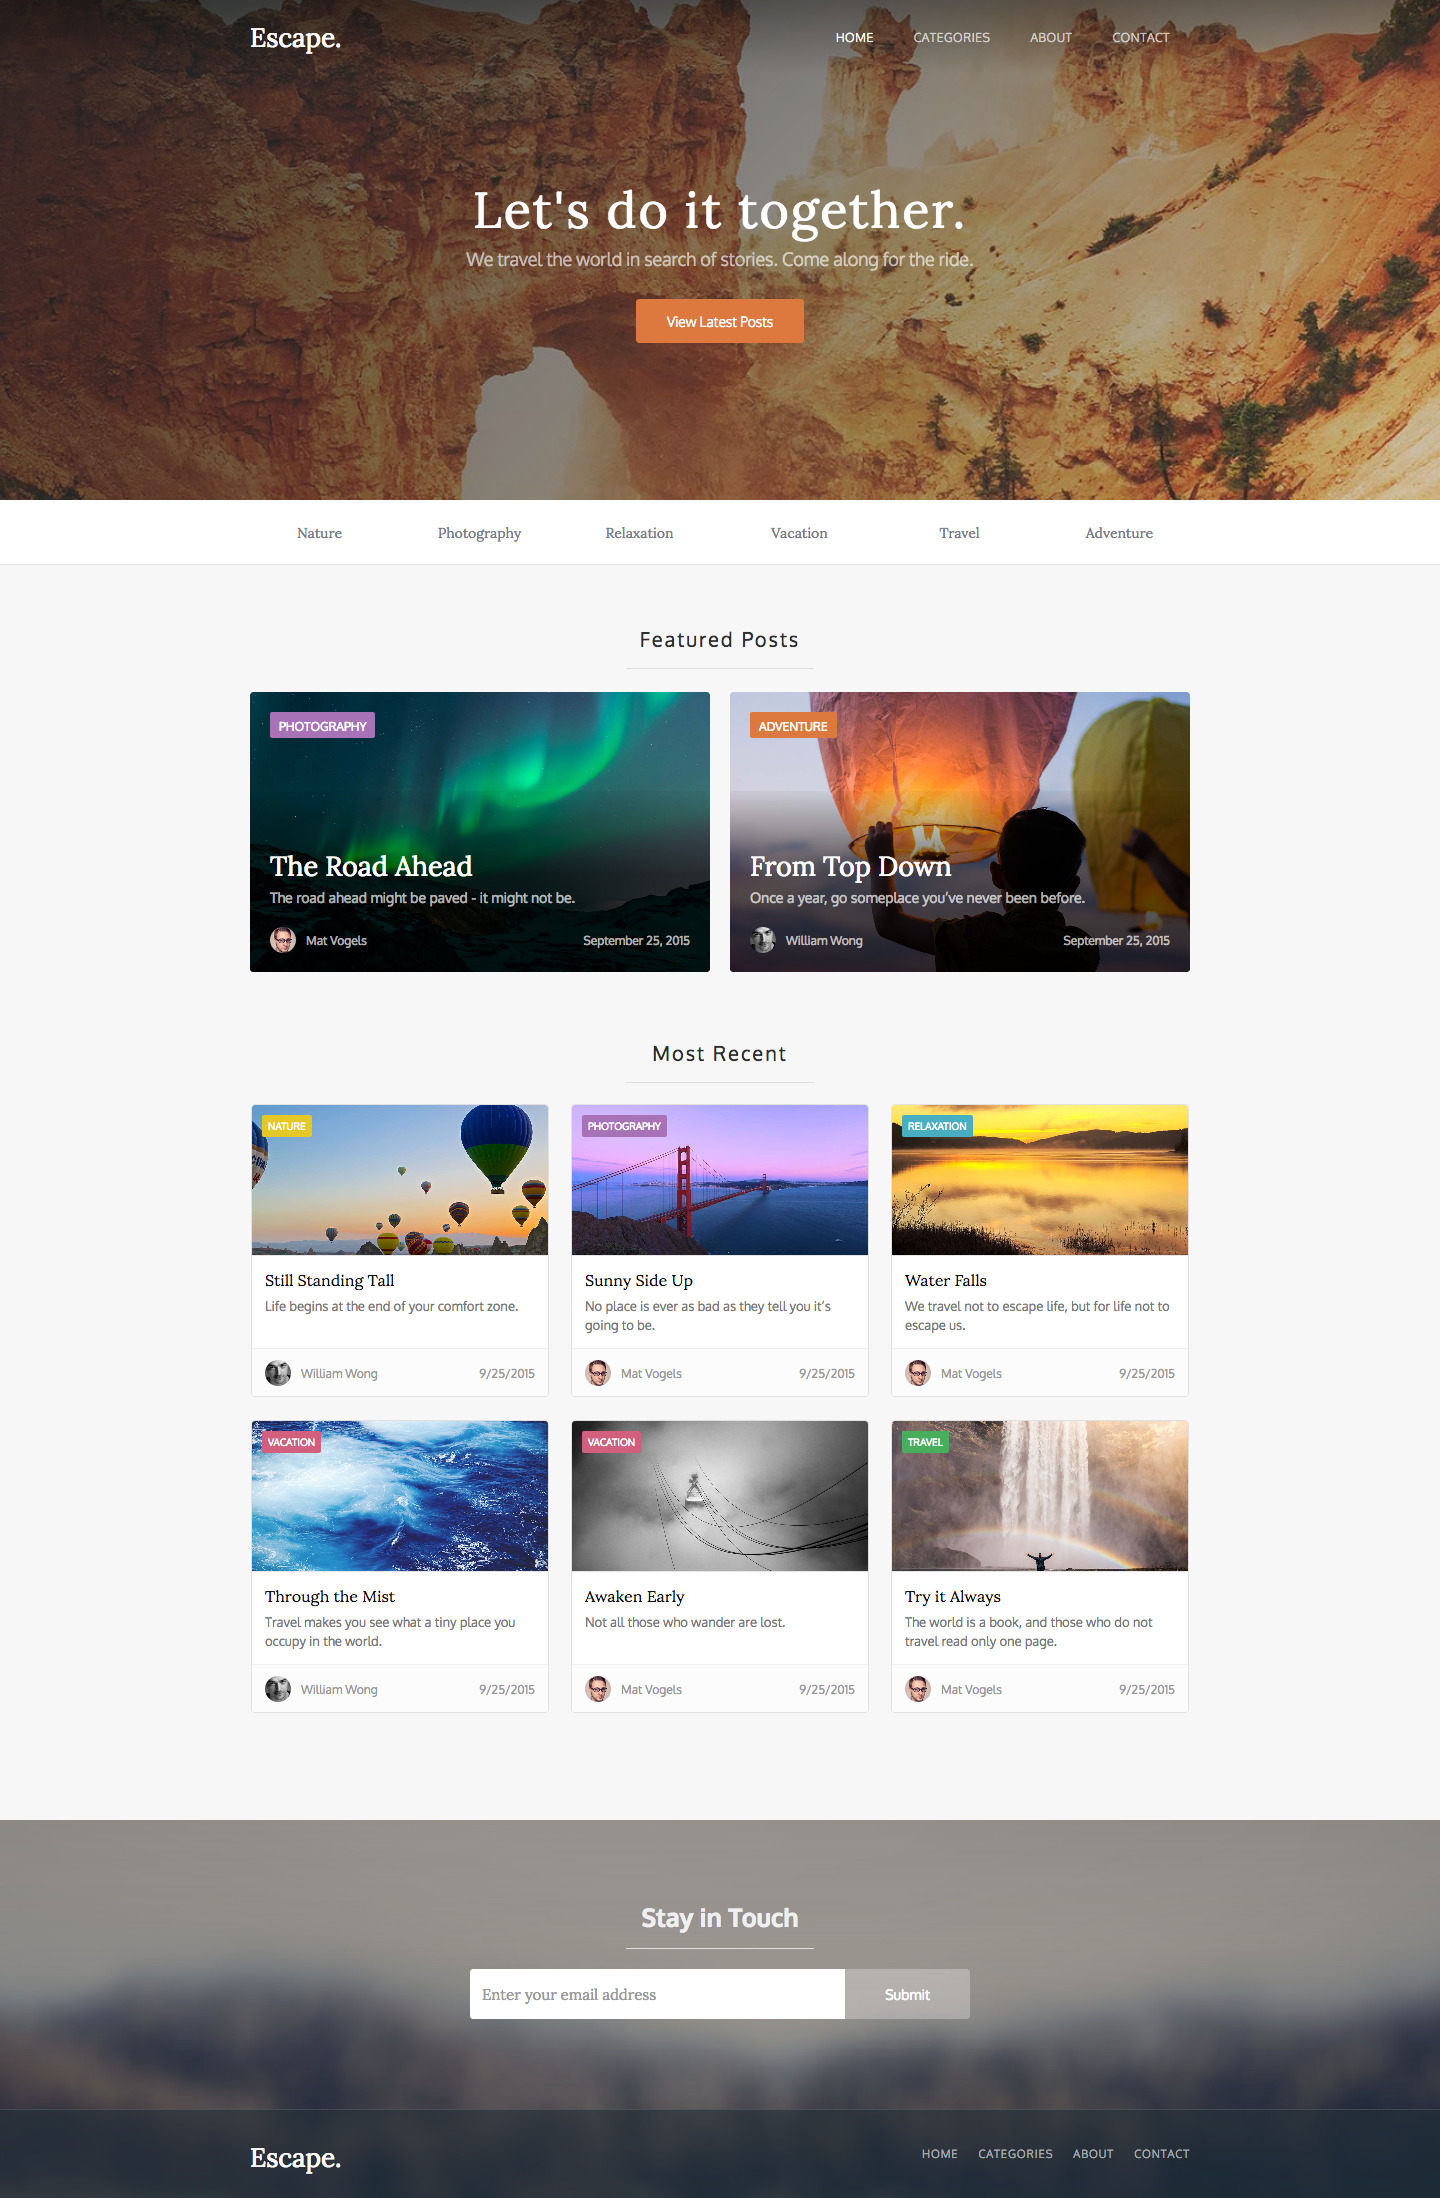 Escape.
HOME CATEGORIES ABOUT CONTACT
Let's do it together.
We travel the world in search of stories. Come along for the ride.
View Latest Posts
Nature Photography Relaxation Vacation Travel Adventure
Featured Posts
PHOTOGRAPHY
The Road Ahead
The road ahead might be paved - it might not be.
Mat Vogels September 25, 2015
ADVENTURE
From Top Down
Once a year, go someplace you’ve never been before.
William Wong September 25, 2015
Most Recent
NATURE
Still Standing Tall
Life begins at the end of your comfort zone.
William Wong 9/25/2015
PHOTOGRAPHY
Sunny Side Up
No place is ever as bad as they tell you it’s
going to be.
Mat Vogels 9/25/2015
RELAXATION
Water Falls
We travel not to escape life, but for life not to
escape us.
Mat Vogels 9/25/2015
VACATION
Through the Mist
Travel makes you see what a tiny place you
occupy in the world.
William Wong 9/25/2015
VACATION
Awaken Early
Not all those who wander are lost.
Mat Vogels 9/25/2015
TRAVEL
Try it Always
The world is a book, and those who do not
travel read only one page.
Mat Vogels 9/25/2015
Stay in Touch
Enter your email address Submit
Escape.
HOME CATEGORIES ABOUT CONTACT